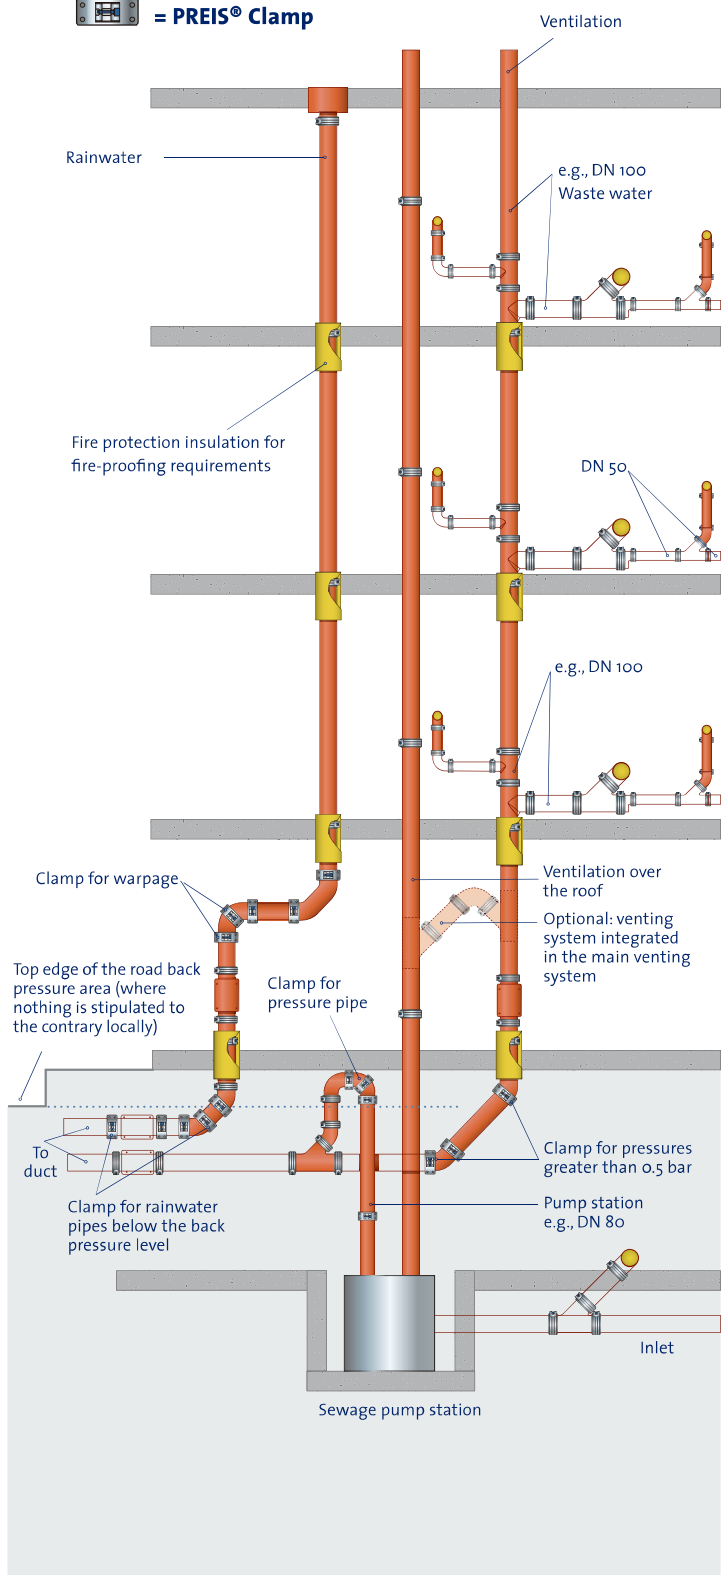 = PREIS® Clamp
Ventilation
Rainwater
e.g., DN 100
Waste water
Fire protection insulation for
fire-proofing requirements
DN 50
e.g., DN 100
Clamp for warpage
Ventilation over
the roof
Optional: venting
system integrated
in the main venting
system
Top edge of the road back
pressure area (where
nothing is stipulated to
the contrary locally)
Clamp for
pressure pipe
To
duct
Clamp for pressures
greater than 0.5 bar
Clamp for rainwater
pipes below the back
pressure level
Pump station
e.g., DN 80
Inlet
Sewage pump station